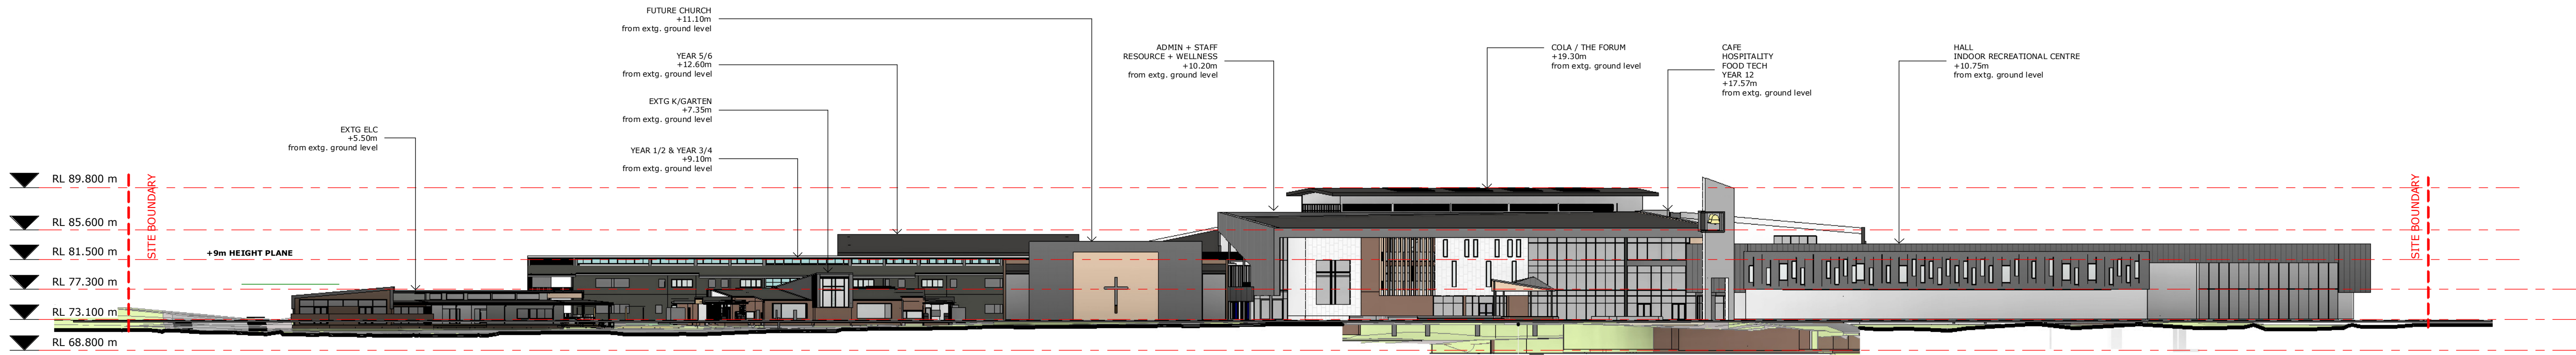 FUTURE CHURCH
+11.10m
from extg. ground level
YEAR 5/6
+12.60m
from extg. ground level
EXTG K/GARTEN
+7.35m
from extg. ground level
EXTG ELC
+5.50m
from extg. ground level
YEAR 1/2 & YEAR 3/4
+9.10m
from extg. ground level
ADMIN + STAFF
RESOURCE + WELLNESS
+10.20m
from extg. ground level
COLA / THE FORUM
+19.30m
from extg. ground level
CAFE
HOSPITALITY
FOOD TECH
YEAR 12
+17.57m
from extg. ground level
HALL
INDOOR RECREATIONAL CENTRE
+10.75m
from extg. ground level
RL 89.800 m
RL 85.600 m
RL 81.500 m
RL 77.300 m
RL 73.100 m
RL 68.800 m
SITE BOUNDARY
+9m HEIGHT PLANE
SITE BOUNDARY